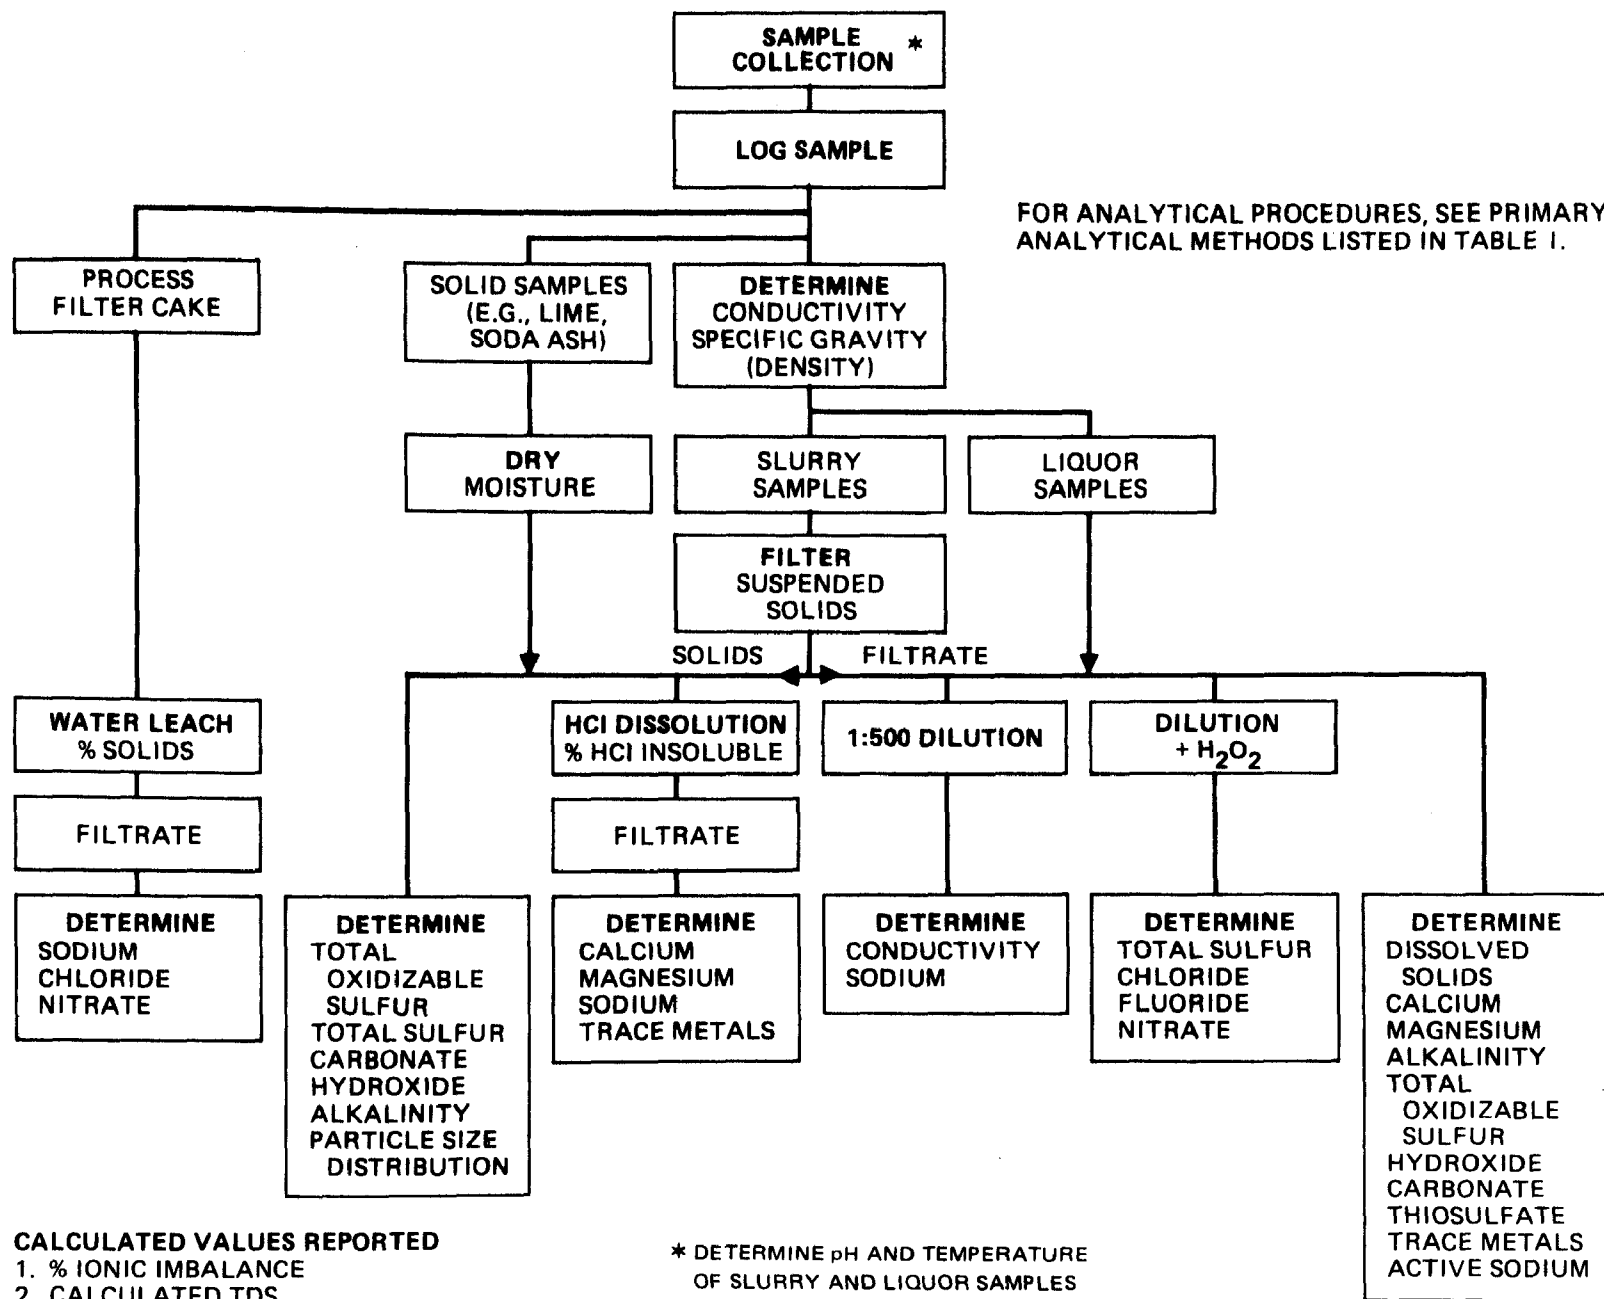 SAMPLE *
COLLECTION
LOG SAMPLE
FOR ANALYTICAL PROCEDURES, SEE PRIMARY
ANALYTICAL METHODS LISTED IN TABLE 1.
PROCESS
FILTER CAKE
SOLID SAMPLES
(E.G., LIME,
SODA ASH)
DETERMINE
CONDUCTIVITY
SPECIFIC GRAVITY
(DENSITY)
DRY
MOISTURE
SLURRY
SAMPLES
LIQUOR
SAMPLES
FILTER
SUSPENDED
SOLIDS
SOLIDS
FILTRATE
WATER LEACH
% SOLIDS
HCl DISSOLUTION
% HCl INSOLUBLE
1:500 DILUTION
DILUTION
+ H2O2
FILTRATE
FILTRATE
DETERMINE
SODIUM
CHLORIDE
NITRATE
DETERMINE
TOTAL
OXIDIZABLE
SULFUR
TOTAL SULFUR
CARBONATE
HYDROXIDE
ALKALINITY
PARTICLE SIZE
DISTRIBUTION
DETERMINE
CALCIUM
MAGNESIUM
SODIUM
TRACE METALS
DETERMINE
CONDUCTIVITY
SODIUM
DETERMINE
TOTAL SULFUR
CHLORIDE
FLUORIDE
NITRATE
DETERMINE
DISSOLVED
SOLIDS
CALCIUM
MAGNESIUM
ALKALINITY
TOTAL
OXIDIZABLE
SULFUR
HYDROXIDE
CARBONATE
THIOSULFATE
TRACE METALS
ACTIVE SODIUM
CALCULATED VALUES REPORTED
1. % IONIC IMBALANCE
2. CALCULATED TDS
* DETERMINE pH AND TEMPERATURE
OF SLURRY AND LIQUOR SAMPLES